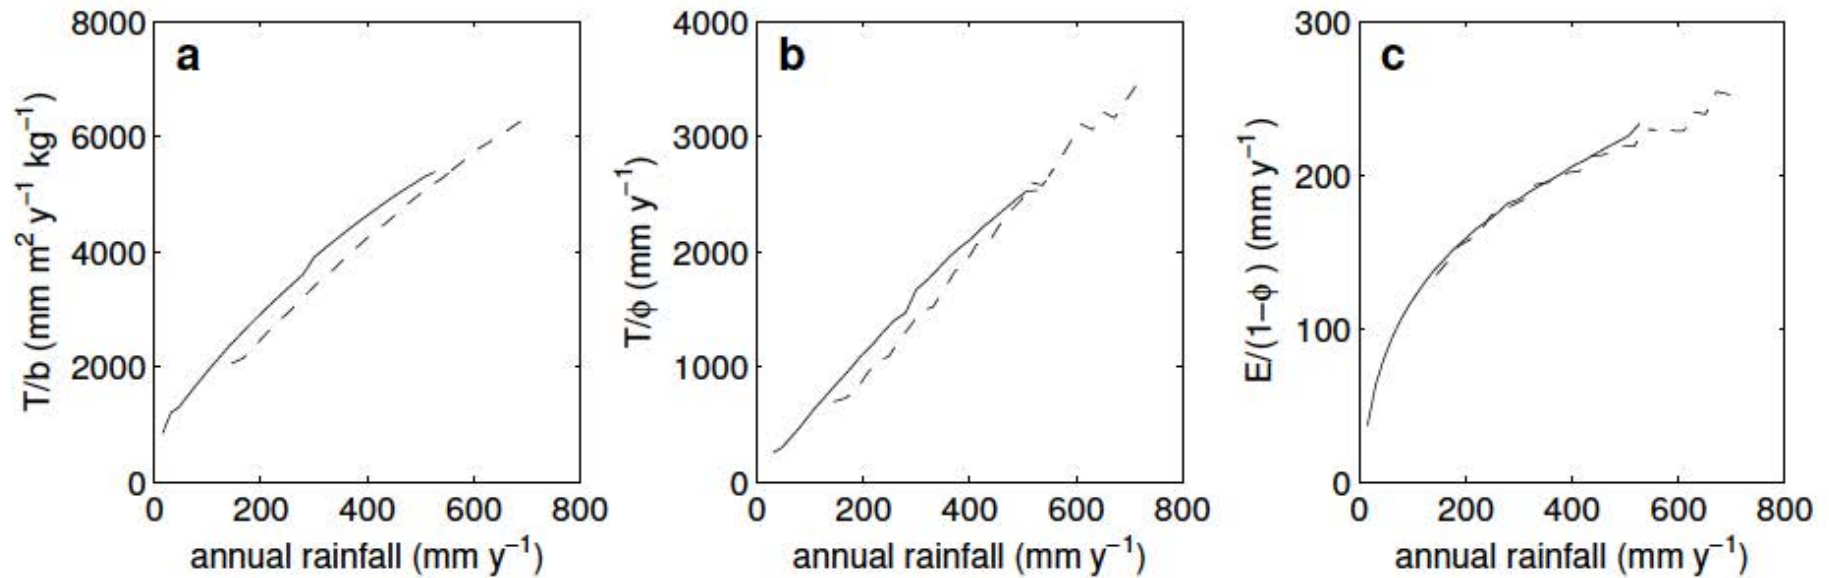 a
8000
6000
4000
2000
0
0 200 400 600 800
T/b (mm m² y⁻¹ kg⁻¹)
annual rainfall (mm y⁻¹)
b
4000
3000
2000
1000
0
0 200 400 600 800
T/ϕ (mm y⁻¹)
annual rainfall (mm y⁻¹)
c
300
200
100
0
0 200 400 600 800
E/(1−ϕ ) (mm y⁻¹)
annual rainfall (mm y⁻¹)